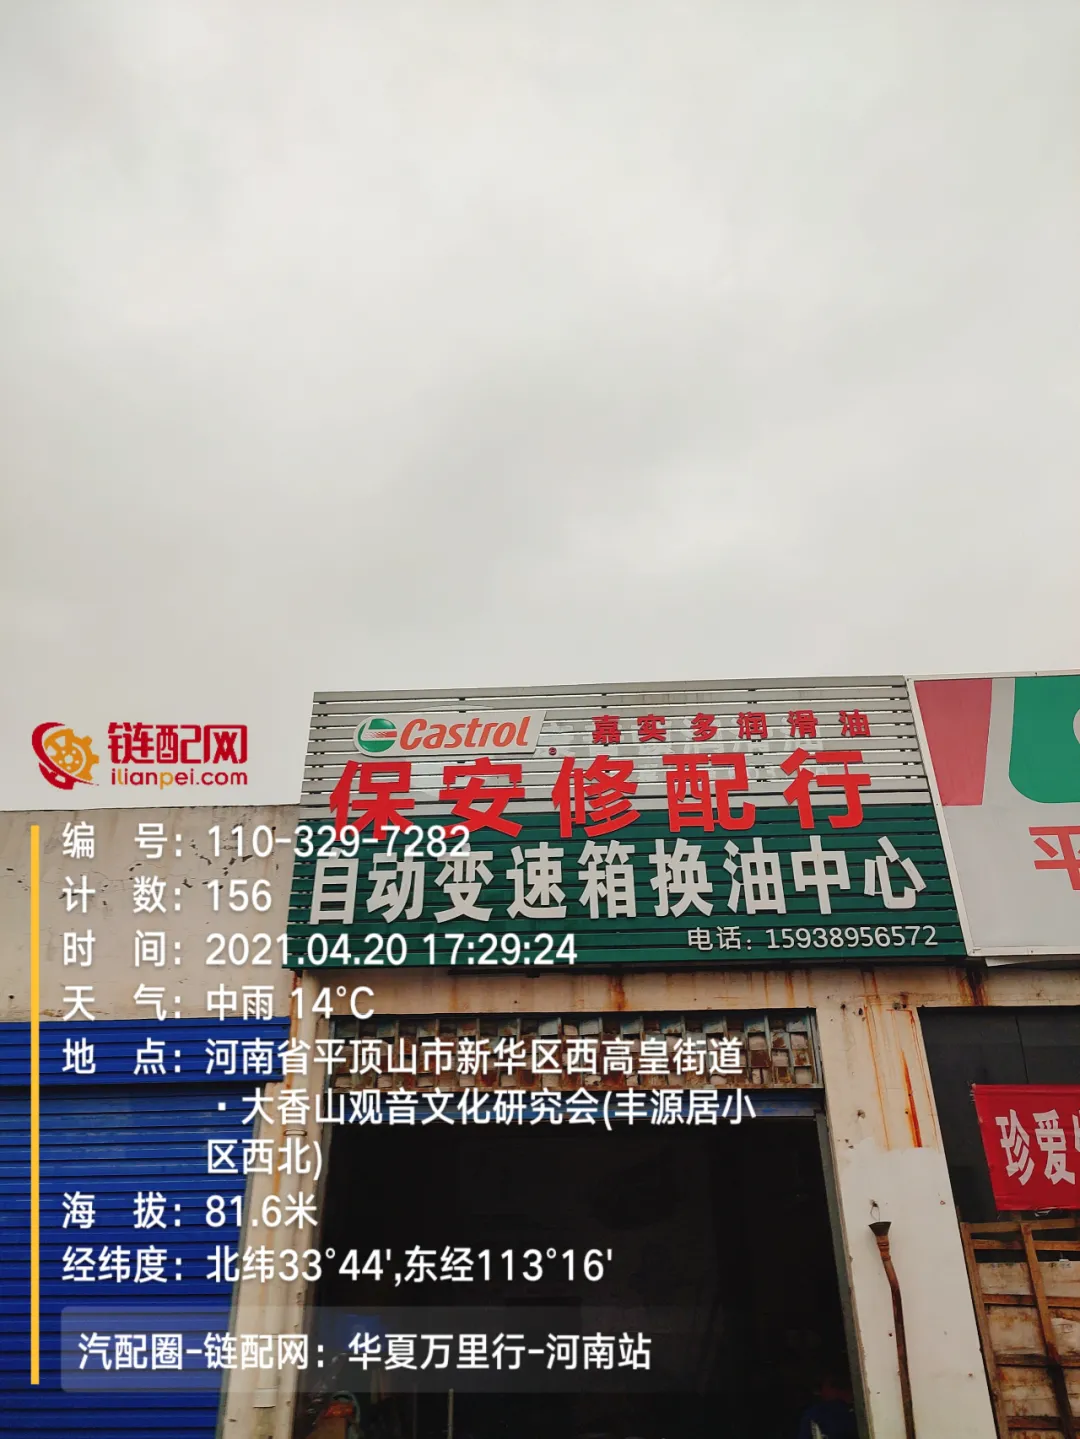 Castrol 嘉实多润滑油
保安修配行
自动变速箱换油中心
电话：15938956572
平
珍爱
链配网
ilianpei.com
编 号：110-329-7282
计 数：156
时 间：2021.04.20 17:29:24
天 气：中雨 14°C
地 点：河南省平顶山市新华区西高皇街道
·大香山观音文化研究会(丰源居小
区西北)
海 拔：81.6米
经纬度：北纬33°44',东经113°16'
汽配圈-链配网：华夏万里行-河南站